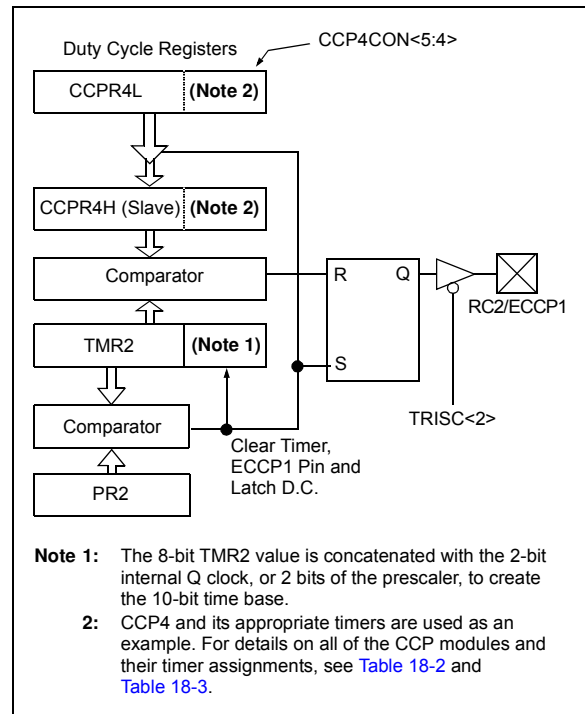 Duty Cycle Registers
CCP4CON<5:4>
CCPR4L
(Note 2)
CCPR4H (Slave)
(Note 2)
Comparator
R
Q
RC2/ECCP1
TMR2
(Note 1)
S
Comparator
TRISC<2>
Clear Timer,
ECCP1 Pin and
Latch D.C.
PR2
Note 1: The 8-bit TMR2 value is concatenated with the 2-bit
internal Q clock, or 2 bits of the prescaler, to create
the 10-bit time base.
2: CCP4 and its appropriate timers are used as an
example. For details on all of the CCP modules and
their timer assignments, see Table 18-2 and
Table 18-3.